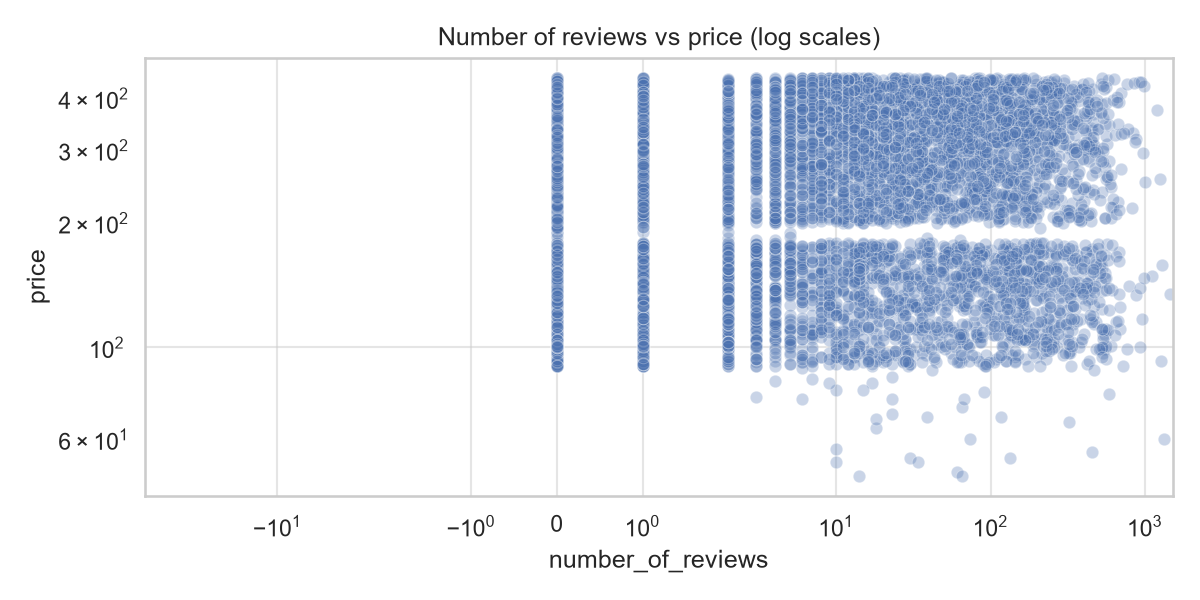 Number of reviews vs price (log scales)
4 × 10²
3 × 10²
2 × 10²
10²
6 × 10¹
price
−10¹ −10⁰ 0 10⁰ 10¹ 10² 10³
number_of_reviews